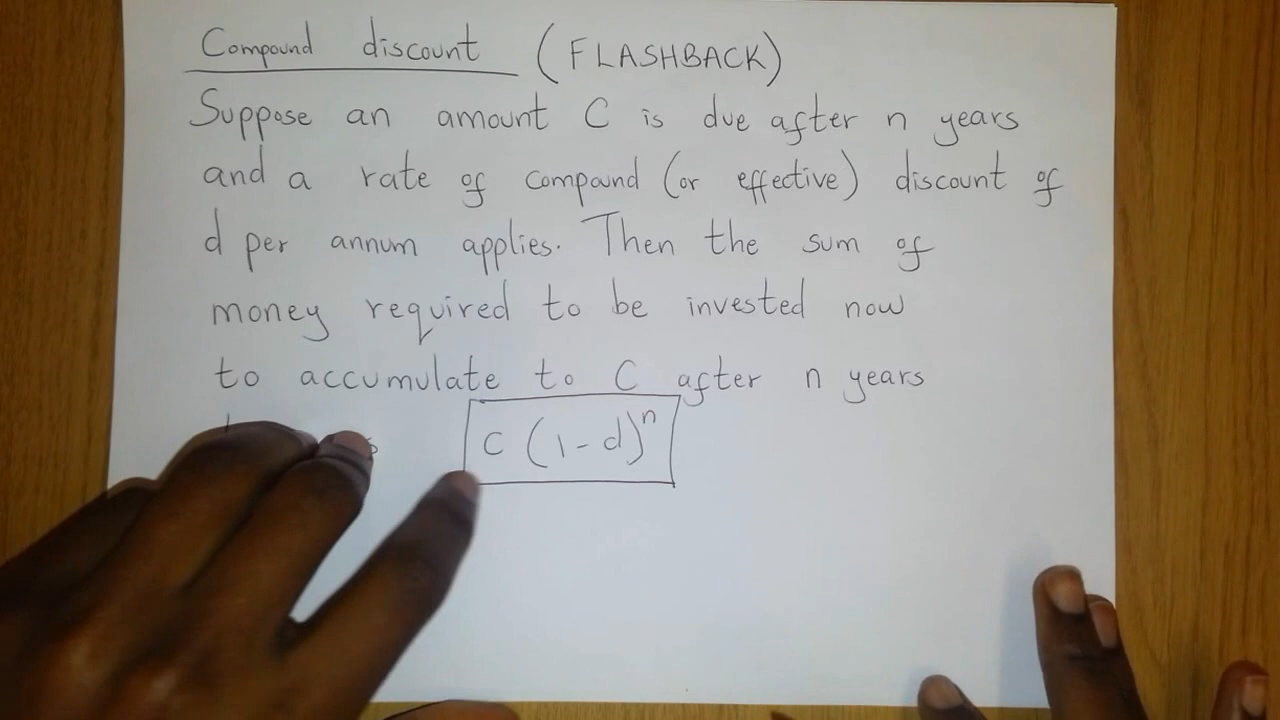 Compound discount (FLASHBACK)
Suppose an amount C is due after n years
and a rate of compound (or effective) discount of
d per annum applies. Then the sum of
money required to be invested now
to accumulate to C after n years
C (1-d)^n